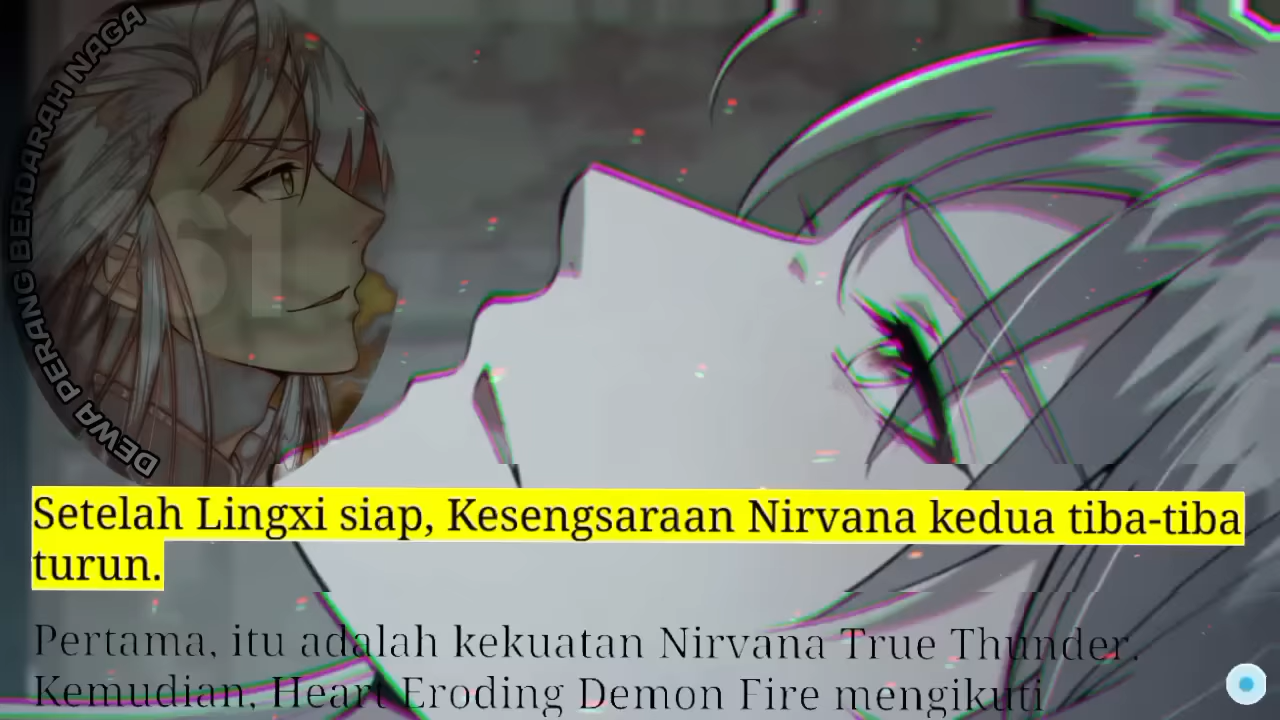 DEWA PERANG BERDARAH NAGA
61
Setelah Lingxi siap, Kesengsaraan Nirvana kedua tiba-tiba
turun.
Pertama, itu adalah kekuatan Nirvana True Thunder.
Kemudian, Heart Eroding Demon Fire mengikuti